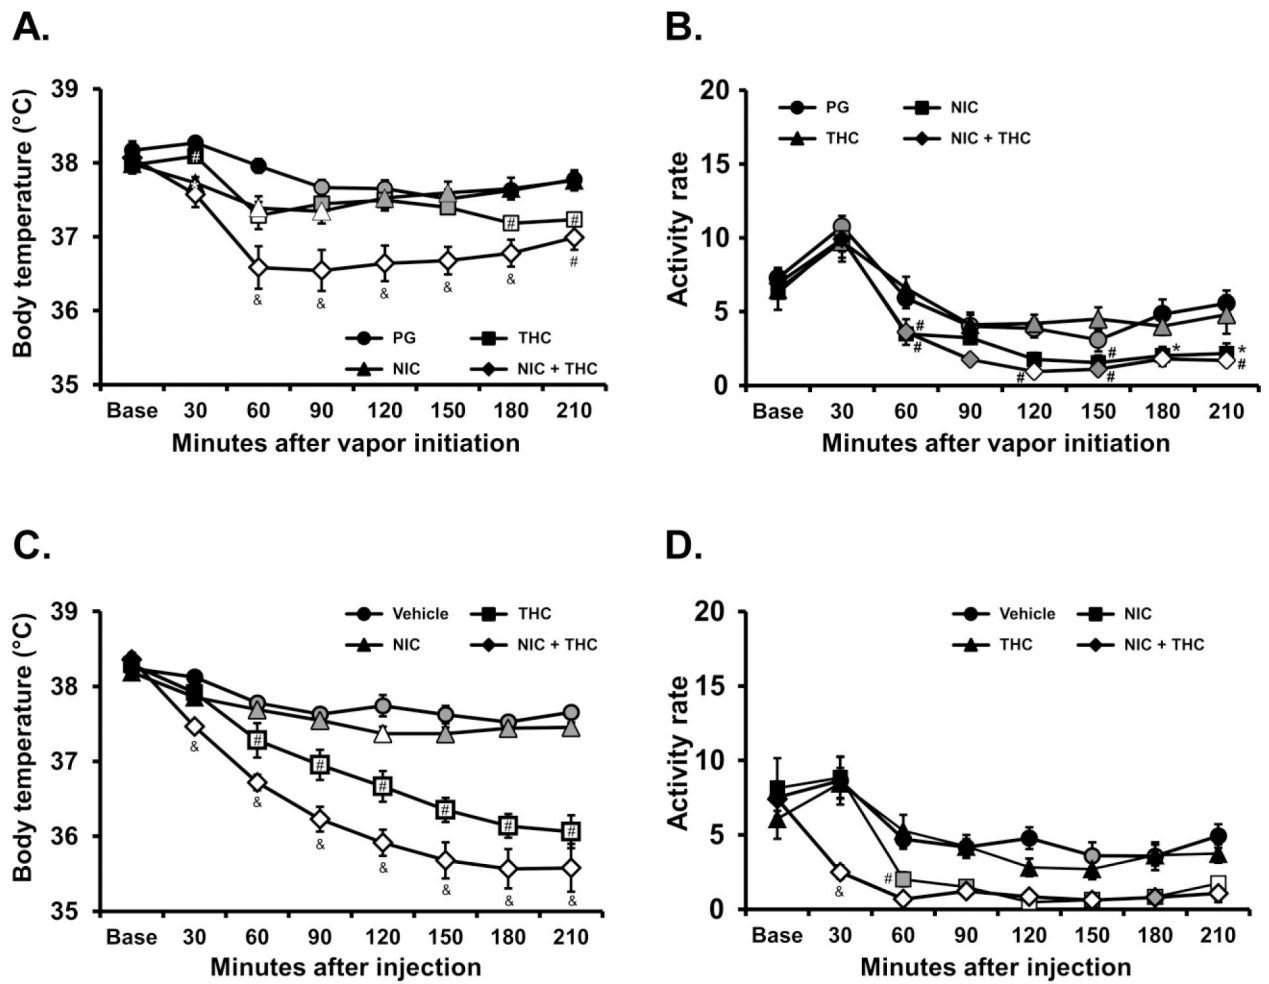 A.
Body temperature (°C)
39
38
37
36
35
#
*
& & & & &
# #
#
PG THC
NIC NIC + THC
Base 30 60 90 120 150 180 210
Minutes after vapor initiation
B.
Activity rate
20
15
10
5
0
PG NIC
THC NIC + THC
#
#
#
#
#
*
*
#
Base 30 60 90 120 150 180 210
Minutes after vapor initiation
C.
Body temperature (°C)
39
38
37
36
35
Vehicle THC
NIC NIC + THC
# # # # # #
& & & & & & &
Base 30 60 90 120 150 180 210
Minutes after injection
D.
Activity rate
20
15
10
5
0
Vehicle NIC
THC NIC + THC
#
&
Base 30 60 90 120 150 180 210
Minutes after injection